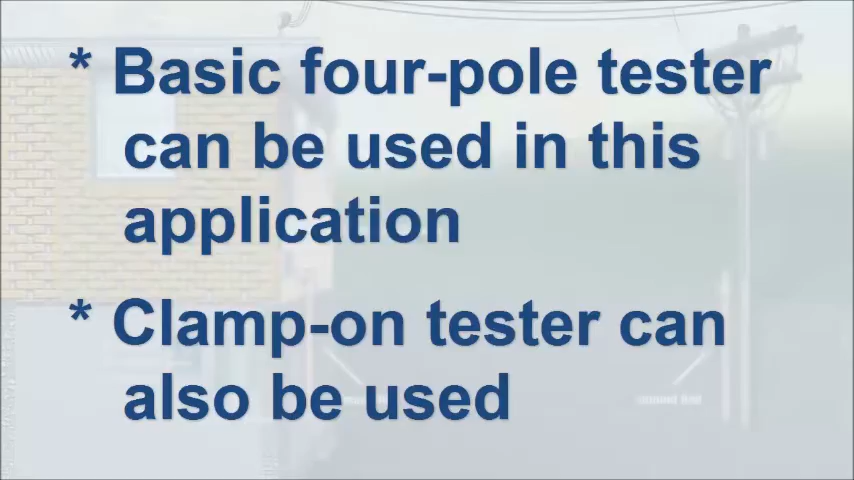 * Basic four-pole tester
can be used in this
application
* Clamp-on tester can
also be used